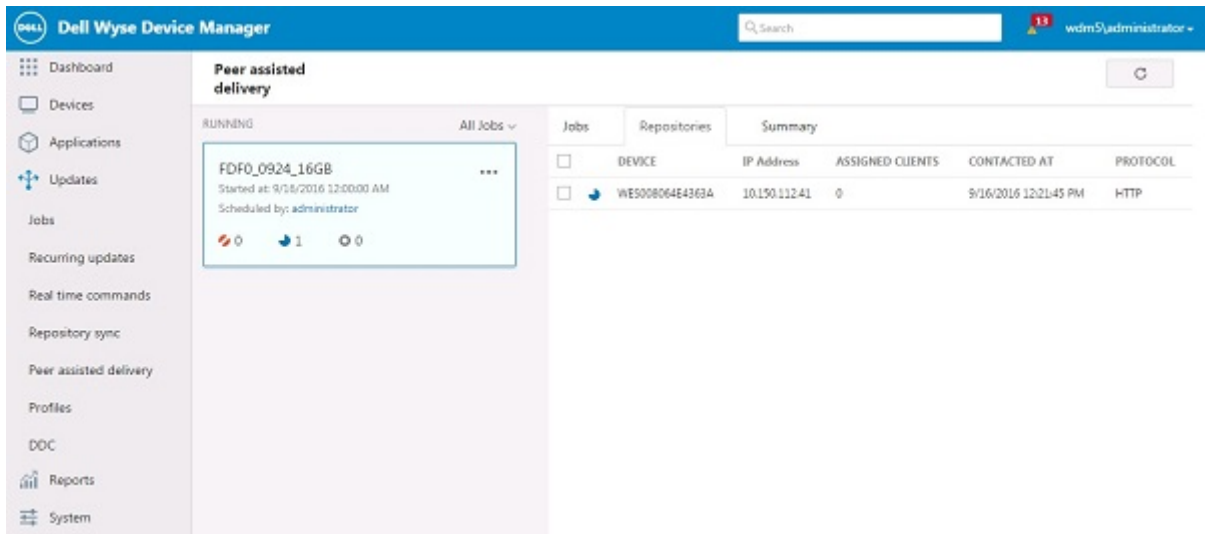 DELL Dell Wyse Device Manager Search 13 wdm5\administrator
Dashboard
Devices
Applications
Updates
Jobs
Recurring updates
Real time commands
Repository sync
Peer assisted delivery
Profiles
DDC
Reports
System
Peer assisted
delivery
RUNNING All Jobs
FDF0_0924_16GB ...
Started at: 9/16/2016 12:00:00 AM
Scheduled by: administrator
0 1 0
Jobs Repositories Summary
DEVICE IP Address ASSIGNED CLIENTS CONTACTED AT PROTOCOL
WES008064E4363A 10.150.112.41 0 9/16/2016 12:21:45 PM HTTP